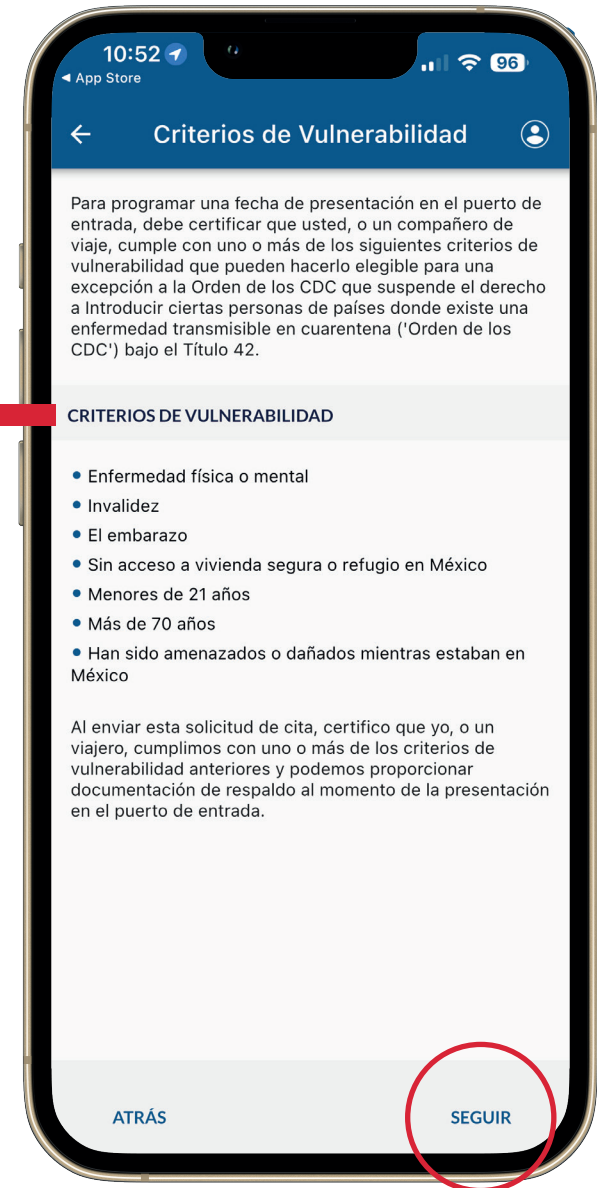 10:52
96
App Store
Criterios de Vulnerabilidad
Para programar una fecha de presentación en el puerto de
entrada, debe certificar que usted, o un compañero de
viaje, cumple con uno o más de los siguientes criterios de
vulnerabilidad que pueden hacerlo elegible para una
excepción a la Orden de los CDC que suspende el derecho
a Introducir ciertas personas de países donde existe una
enfermedad transmisible en cuarentena ('Orden de los
CDC') bajo el Título 42.
CRITERIOS DE VULNERABILIDAD
• Enfermedad física o mental
• Invalidez
• El embarazo
• Sin acceso a vivienda segura o refugio en México
• Menores de 21 años
• Más de 70 años
• Han sido amenazados o dañados mientras estaban en
México
Al enviar esta solicitud de cita, certifico que yo, o un
viajero, cumplimos con uno o más de los criterios de
vulnerabilidad anteriores y podemos proporcionar
documentación de respaldo al momento de la presentación
en el puerto de entrada.
ATRÁS
SEGUIR